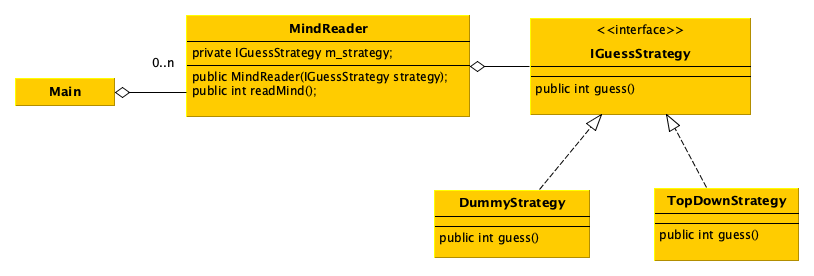 Main
0..n
MindReader
private IGuessStrategy m_strategy;
public MindReader(IGuessStrategy strategy);
public int readMind();
<<interface>>
IGuessStrategy
public int guess()
DummyStrategy
public int guess()
TopDownStrategy
public int guess()